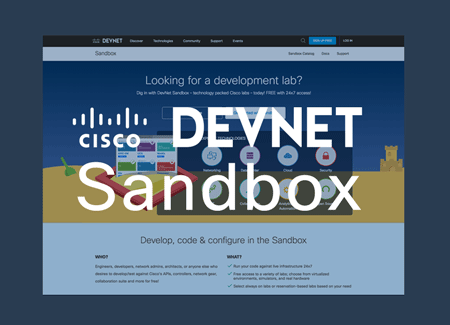 CISCO DEVNET Discover Technologies Community Support Events SIGN UP FREE LOG IN
Sandbox Sandbox Catalog Docs Support
Looking for a development lab?
Dig in with DevNet Sandbox - technology packed Cisco labs - today! FREE with 24x7 access!
CISCO DEVNET
Sandbox
Networking Cloud Security
Develop, code & configure in the Sandbox
WHO?
Engineers, developers, network admins, architects, or anyone else who
desires to develop/test against Cisco's APIs, controllers, network gear,
collaboration suite and more for free!
WHAT?
Run your code against live infrastructure 24x7
Free access to a variety of labs; choose from virtualized
environments, simulators, and real hardware
Select always on labs or reservation-based labs based on your need